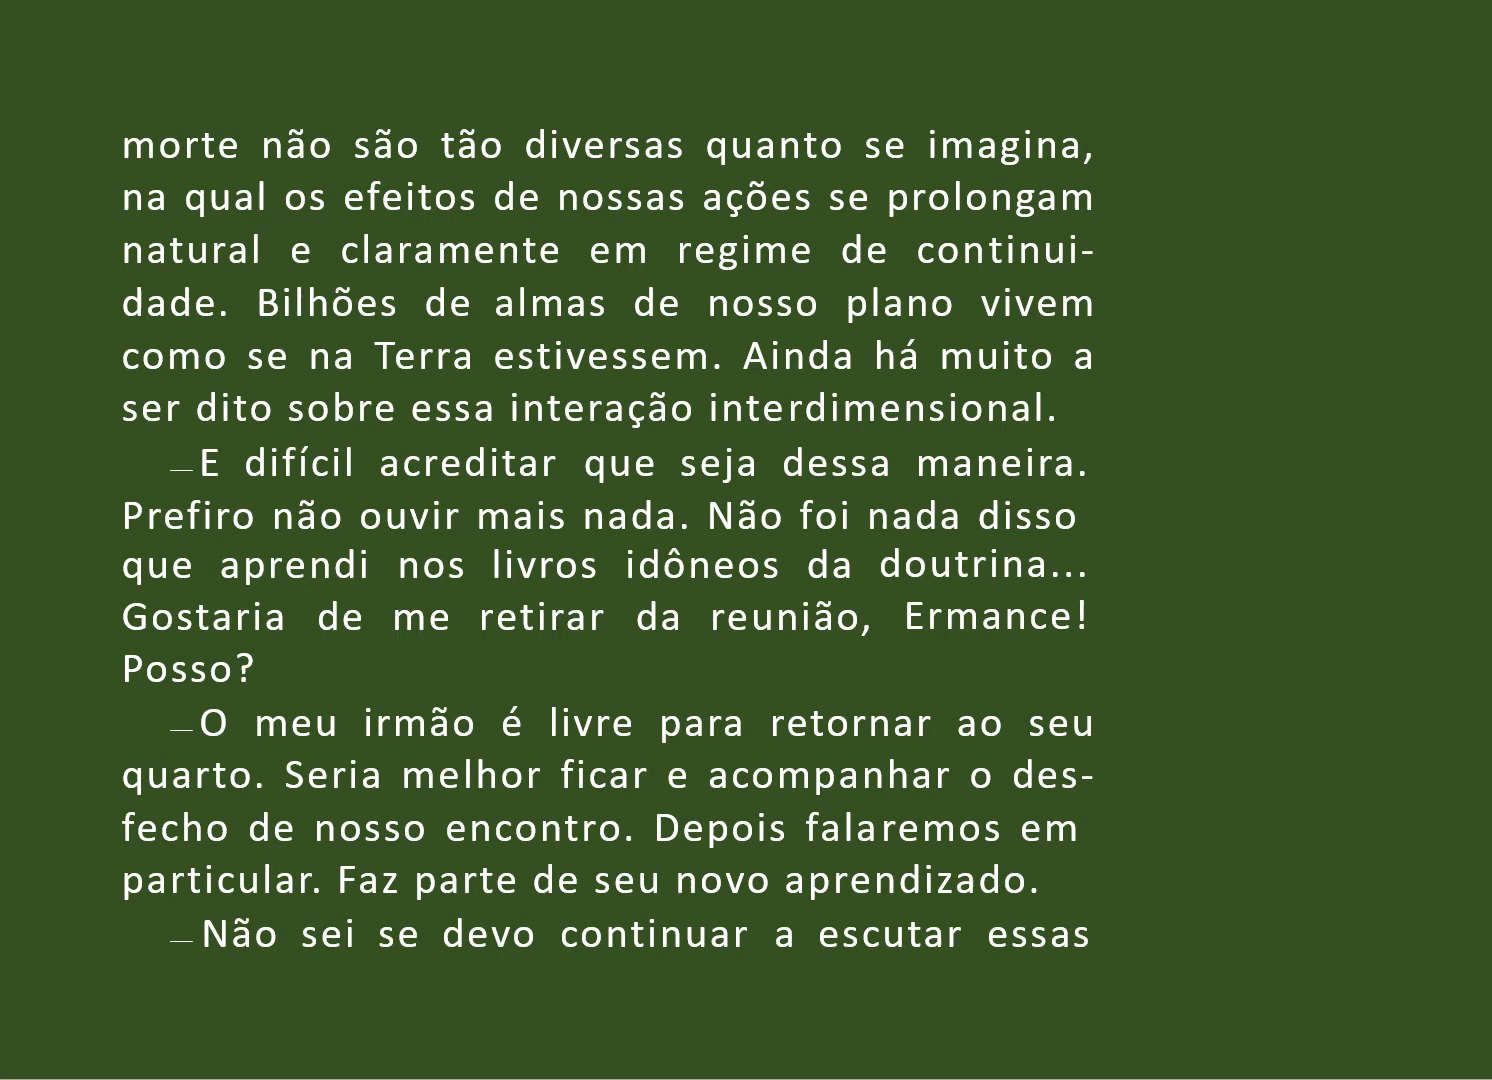 morte não são tão diversas quanto se imagina,
na qual os efeitos de nossas ações se prolongam
natural e claramente em regime de continui-
dade. Bilhões de almas de nosso plano vivem
como se na Terra estivessem. Ainda há muito a
ser dito sobre essa interação interdimensional.
— E difícil acreditar que seja dessa maneira.
Prefiro não ouvir mais nada. Não foi nada disso
que aprendi nos livros idôneos da doutrina...
Gostaria de me retirar da reunião, Ermance!
Posso?
— O meu irmão é livre para retornar ao seu
quarto. Seria melhor ficar e acompanhar o des-
fecho de nosso encontro. Depois falaremos em
particular. Faz parte de seu novo aprendizado.
— Não sei se devo continuar a escutar essas